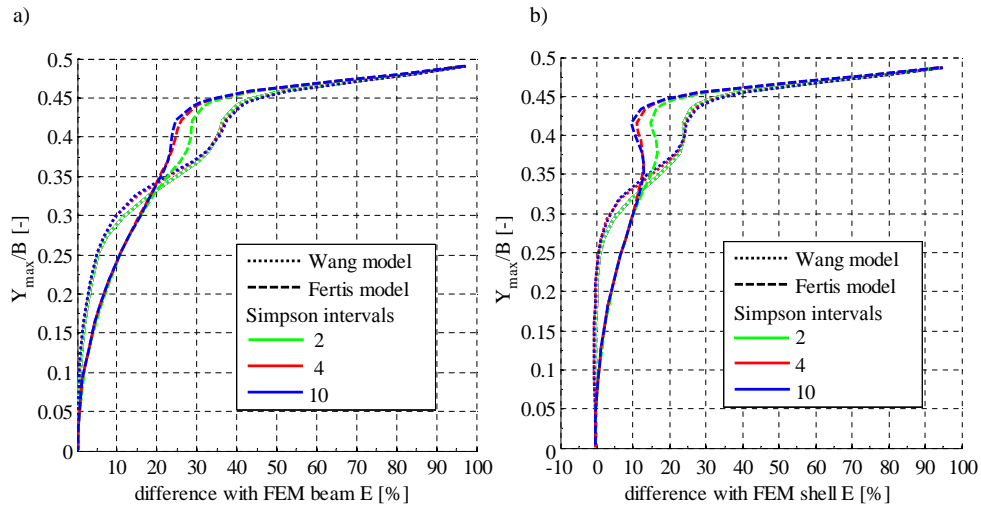 a)
0.5
0.45
0.4
0.35
0.3
0.25
0.2
0.15
0.1
0.05
0
Y_max/B [-]
Wang model
Fertis model
Simpson intervals
2
4
10
10 20 30 40 50 60 70 80 90 100
difference with FEM beam E [%]
b)
0.5
0.45
0.4
0.35
0.3
0.25
0.2
0.15
0.1
0.05
0
Y_max/B [-]
Wang model
Fertis model
Simpson intervals
2
4
10
-10 0 10 20 30 40 50 60 70 80 90 100
difference with FEM shell E [%]